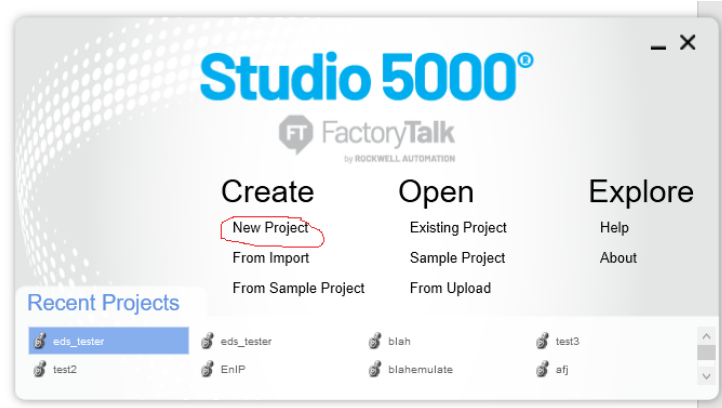 Studio 5000®
FT FactoryTalk
by ROCKWELL AUTOMATION
Create Open Explore
New Project Existing Project Help
From Import Sample Project About
From Sample Project From Upload
Recent Projects
eds_tester eds_tester blah test3
test2 EnIP blahemulate afj